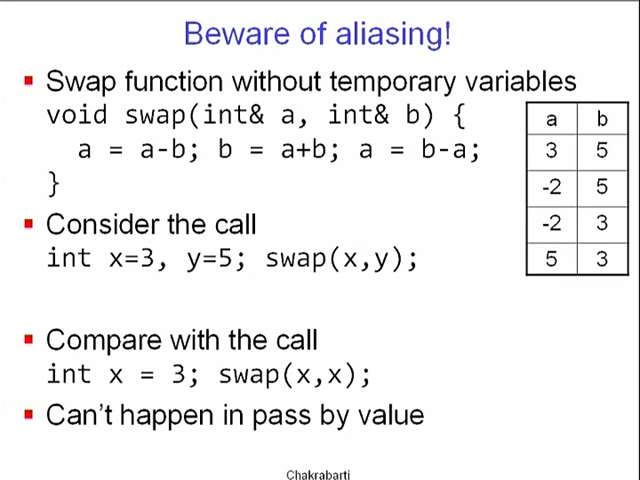 Beware of aliasing!
Swap function without temporary variables
void swap(int& a, int& b) {
a = a-b; b = a+b; a = b-a;
}
a b
3 5
-2 5
-2 3
5 3
Consider the call
int x=3, y=5; swap(x,y);
Compare with the call
int x = 3; swap(x,x);
Can't happen in pass by value
Chakrabarti